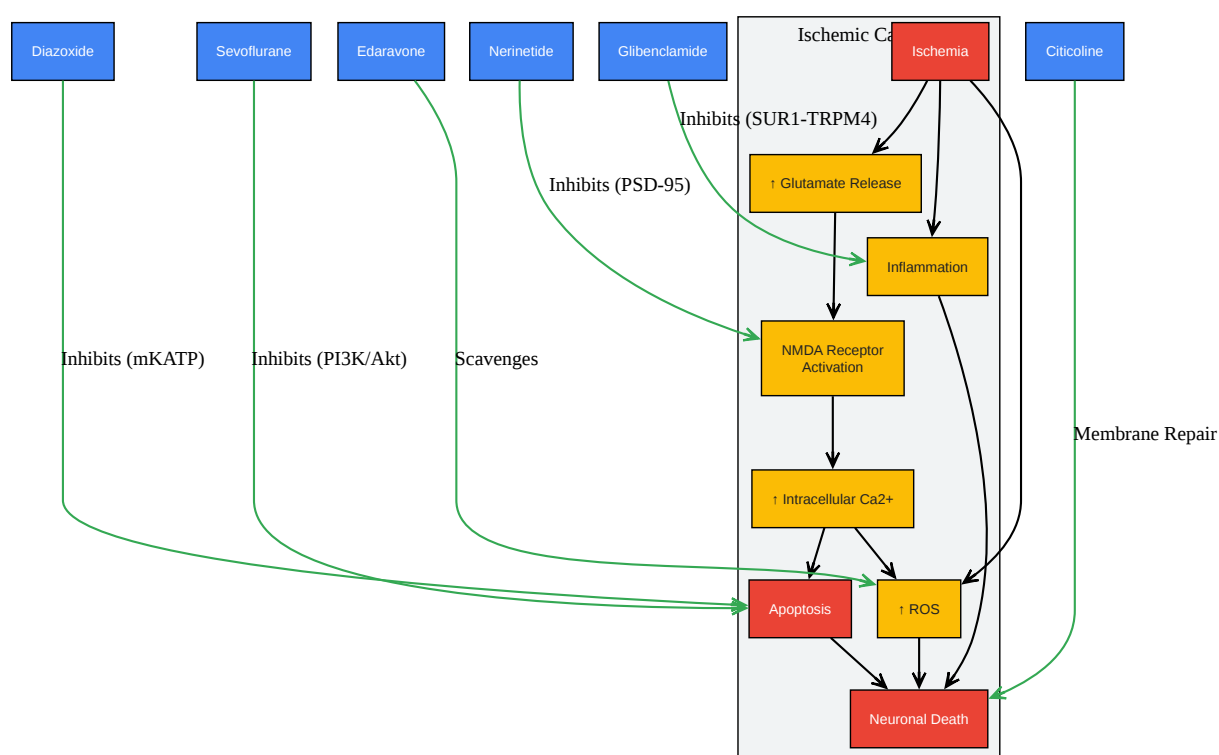 Diazoxide
Sevoflurane
Edaravone
Nerinetide
Glibenclamide
Ischemic Ca
Ischemia
Citicoline
Inhibits (SUR1-TRPM4)
Inhibits (PSD-95)
↑ Glutamate Release
Inflammation
NMDA Receptor
Activation
Inhibits (mKATP)
Inhibits (PI3K/Akt)
Scavenges
Membrane Repair
↑ Intracellular Ca2+
Apoptosis
↑ ROS
Neuronal Death